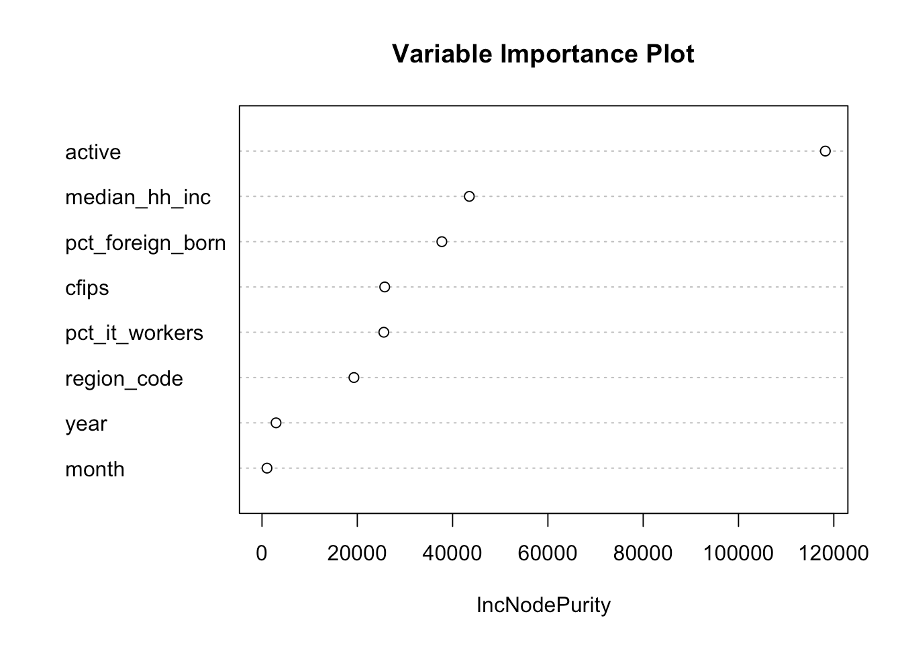 Variable Importance Plot
active
median_hh_inc
pct_foreign_born
cfips
pct_it_workers
region_code
year
month
0 20000 40000 60000 80000 100000 120000
IncNodePurity